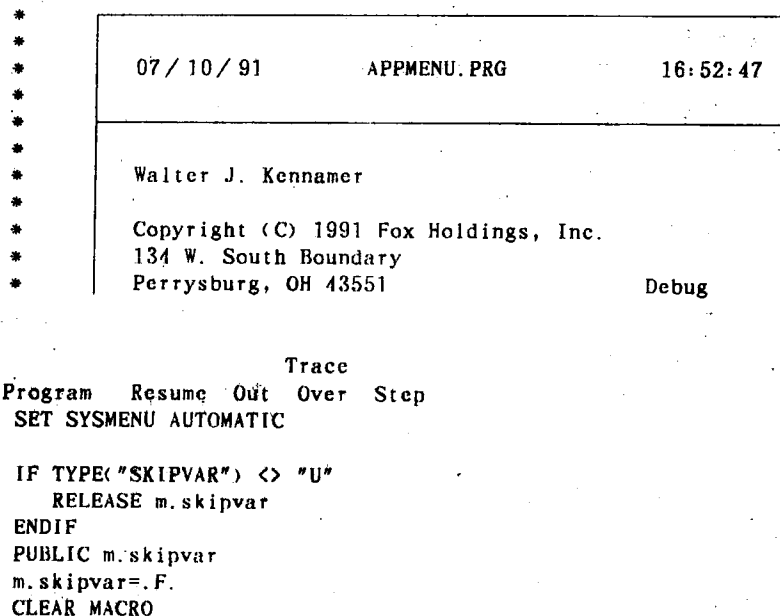 *
*
* 07/10/91 APPMENU.PRG 16:52:47
*
*
*
* Walter J. Kennamer
*
* Copyright (C) 1991 Fox Holdings, Inc.
* 134 W. South Boundary
* Perrysburg, OH 43551 Debug
Trace
Program Resume Out Over Step
SET SYSMENU AUTOMATIC
IF TYPE("SKIPVAR") <> "U"
RELEASE m.skipvar
ENDIF
PUBLIC m.skipvar
m.skipvar=.F.
CLEAR MACRO